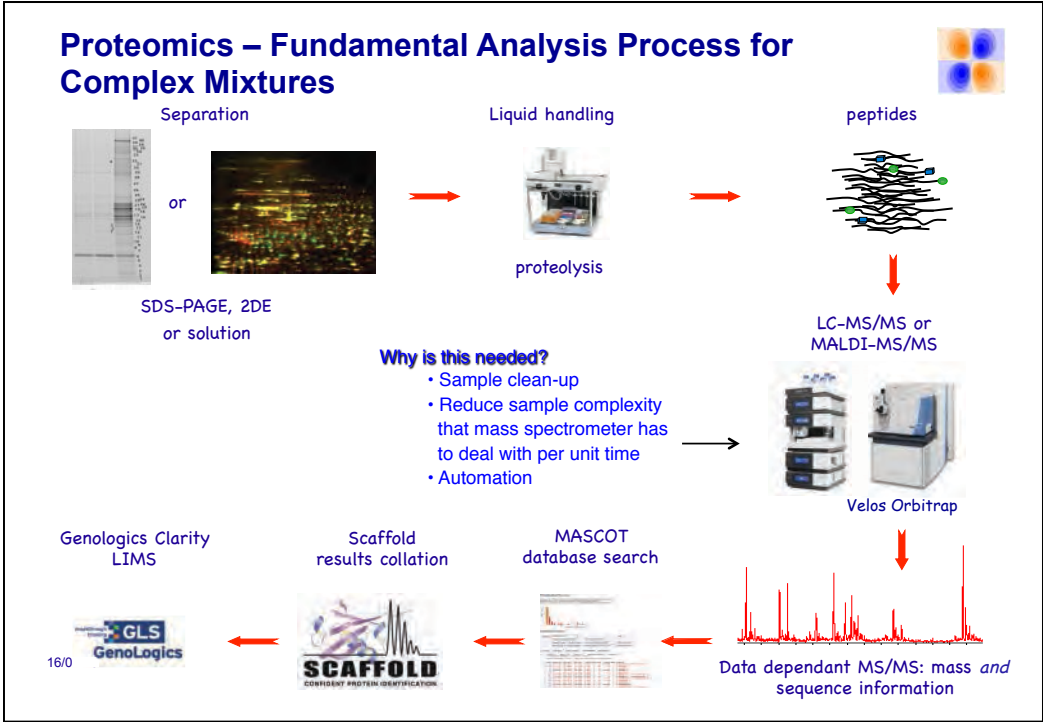 Proteomics – Fundamental Analysis Process for
Complex Mixtures
Separation
Liquid handling
peptides
or
proteolysis
SDS-PAGE, 2DE
or solution
LC-MS/MS or
MALDI-MS/MS
Why is this needed?
• Sample clean-up
• Reduce sample complexity
that mass spectrometer has
to deal with per unit time
• Automation
Velos Orbitrap
Genologics Clarity
LIMS
Scaffold
results collation
MASCOT
database search
GLS
GenoLogics
SCAFFOLD
CONFIDENT PROTEIN IDENTIFICATION
16/0
Data dependant MS/MS: mass and
sequence information